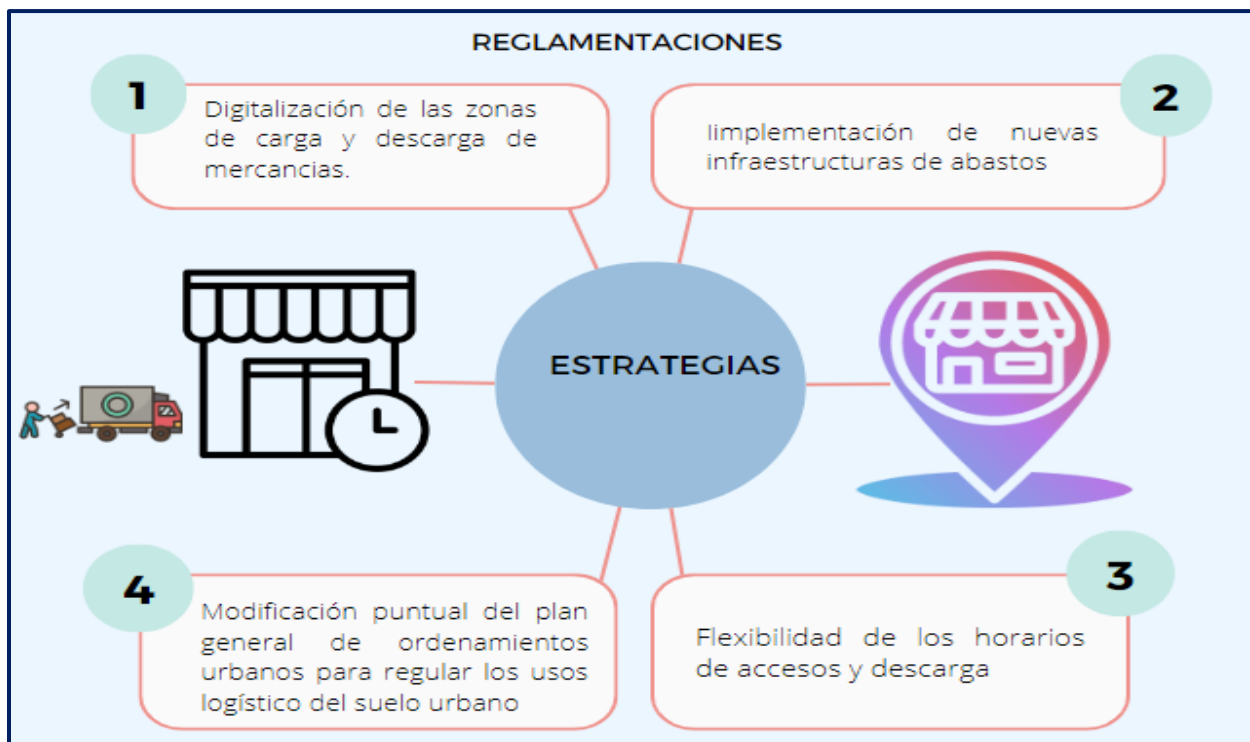 REGLAMENTACIONES
1
Digitalización de las zonas
de carga y descarga de
mercancias.
2
Iimplementación de nuevas
infraestructuras de abastos
ESTRATEGIAS
4
Modificación puntual del plan
general de ordenamientos
urbanos para regular los usos
logístico del suelo urbano
3
Flexibilidad de los horarios
de accesos y descarga